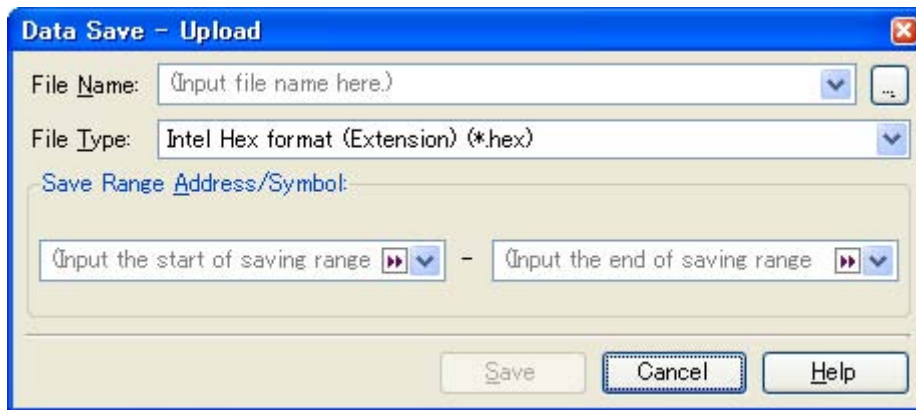 Data Save - Upload
File Name: (Input file name here.) ...
File Type: Intel Hex format (Extension) (*.hex)
Save Range Address/Symbol:
(Input the start of saving range - (Input the end of saving range
Save Cancel Help